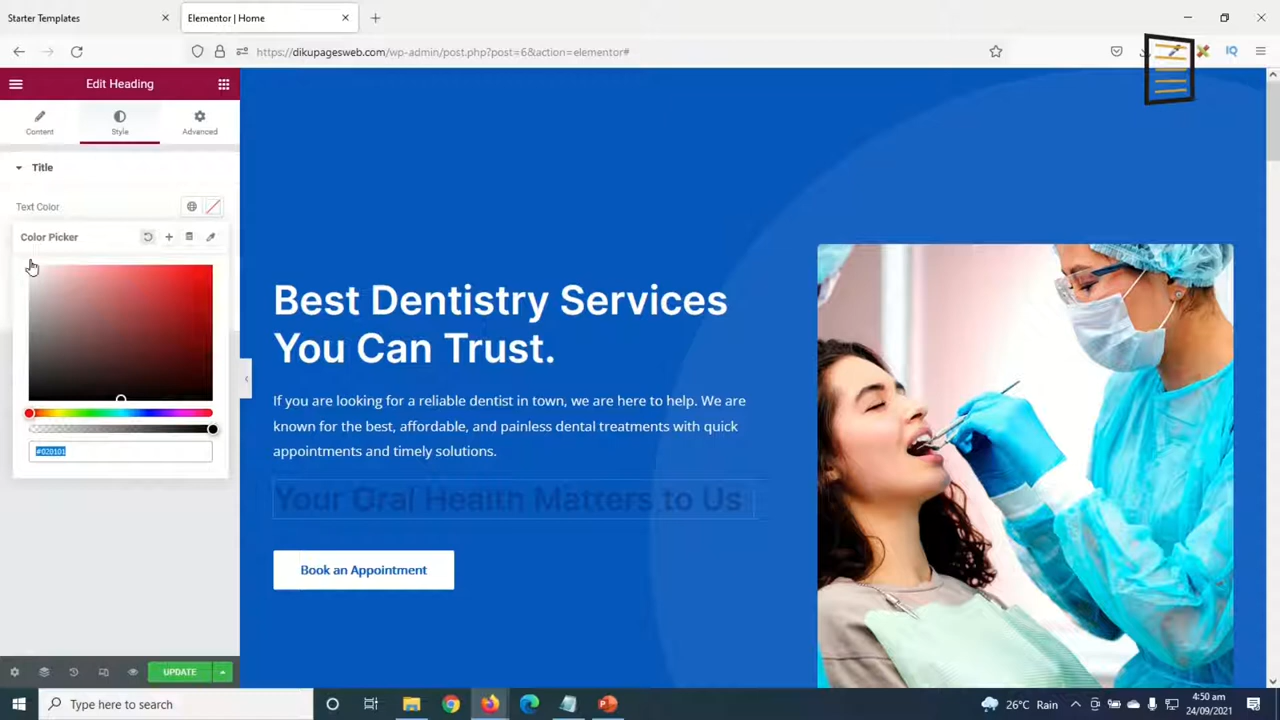 Starter Templates
Elementor | Home
https://dikupagesweb.com/wp-admin/post.php?post=6&action=elementor#
IQ
Edit Heading
Content
Style
Advanced
Title
Text Color
Color Picker
#020101
Best Dentistry Services
You Can Trust.
If you are looking for a reliable dentist in town, we are here to help. We are
known for the best, affordable, and painless dental treatments with quick
appointments and timely solutions.
Your Oral Health Matters to Us
Book an Appointment
UPDATE
Type here to search
26°C Rain
4:50 am
24/09/2021